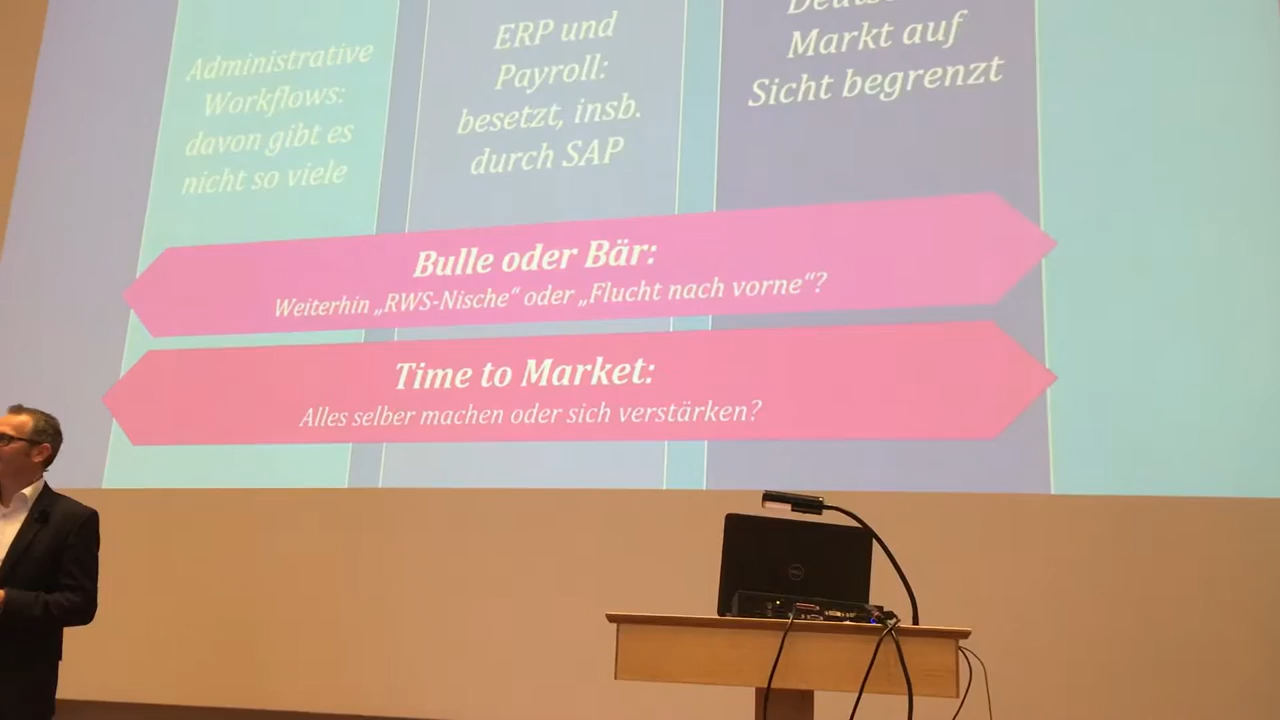 Administrative
Workflows:
davon gibt es
nicht so viele
ERP und
Payroll:
besetzt, insb.
durch SAP
Markt auf
Sicht begrenzt
Bulle oder Bär:
Weiterhin „RWS-Nische“ oder „Flucht nach vorne“?
Time to Market:
Alles selber machen oder sich verstärken?
DELL